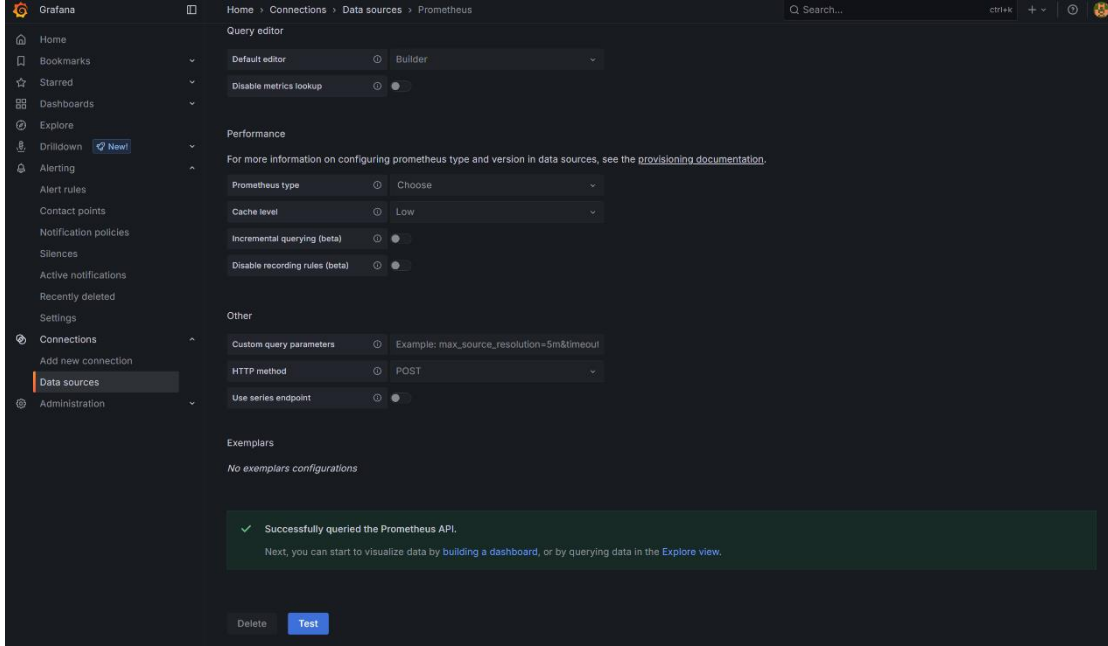 Grafana
Home › Connections › Data sources › Prometheus
Search...
ctrl+k
Home
Bookmarks
Starred
Dashboards
Explore
Drilldown New!
Alerting
Alert rules
Contact points
Notification policies
Silences
Active notifications
Recently deleted
Settings
Connections
Add new connection
Data sources
Administration
Query editor
Default editor Builder
Disable metrics lookup
Performance
For more information on configuring prometheus type and version in data sources, see the provisioning documentation.
Prometheus type Choose
Cache level Low
Incremental querying (beta)
Disable recording rules (beta)
Other
Custom query parameters Example: max_source_resolution=5m&timeout
HTTP method POST
Use series endpoint
Exemplars
No exemplars configurations
Successfully queried the Prometheus API.
Next, you can start to visualize data by building a dashboard, or by querying data in the Explore view.
Delete Test